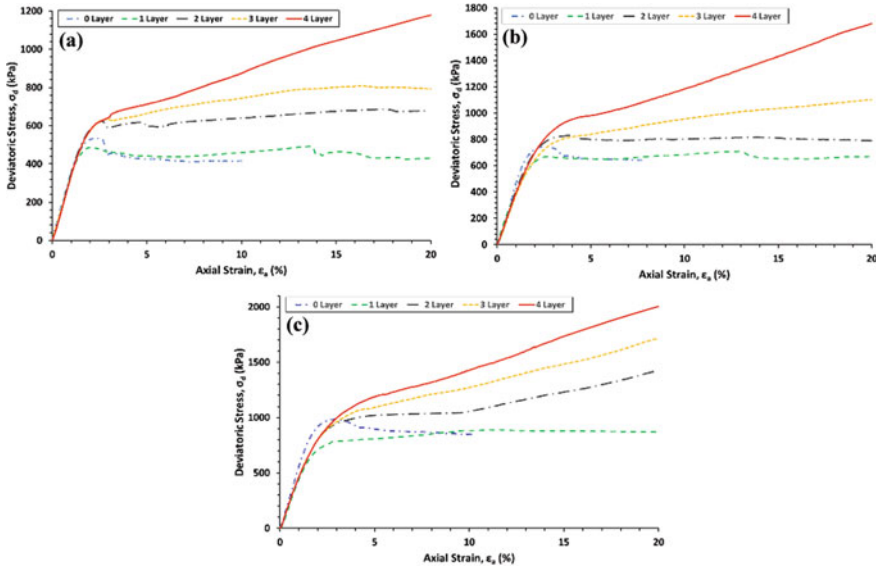 0 Layer 1 Layer 2 Layer 3 Layer 4 Layer
(a)
1200
1000
800
600
400
200
0
Deviatoric Stress, σd (kPa)
0 5 10 15 20
Axial Strain, εa (%)
0 Layer 1 Layer 2 Layer 3 Layer 4 Layer
(b)
1800
1600
1400
1200
1000
800
600
400
200
0
Deviatoric Stress, σd (kPa)
0 5 10 15 20
Axial Strain, εa (%)
0 Layer 1 Layer 2 Layer 3 Layer 4 Layer
(c)
2000
1500
1000
500
0
Deviatoric Stress, σd (kPa)
0 5 10 15 20
Axial Strain, εa (%)